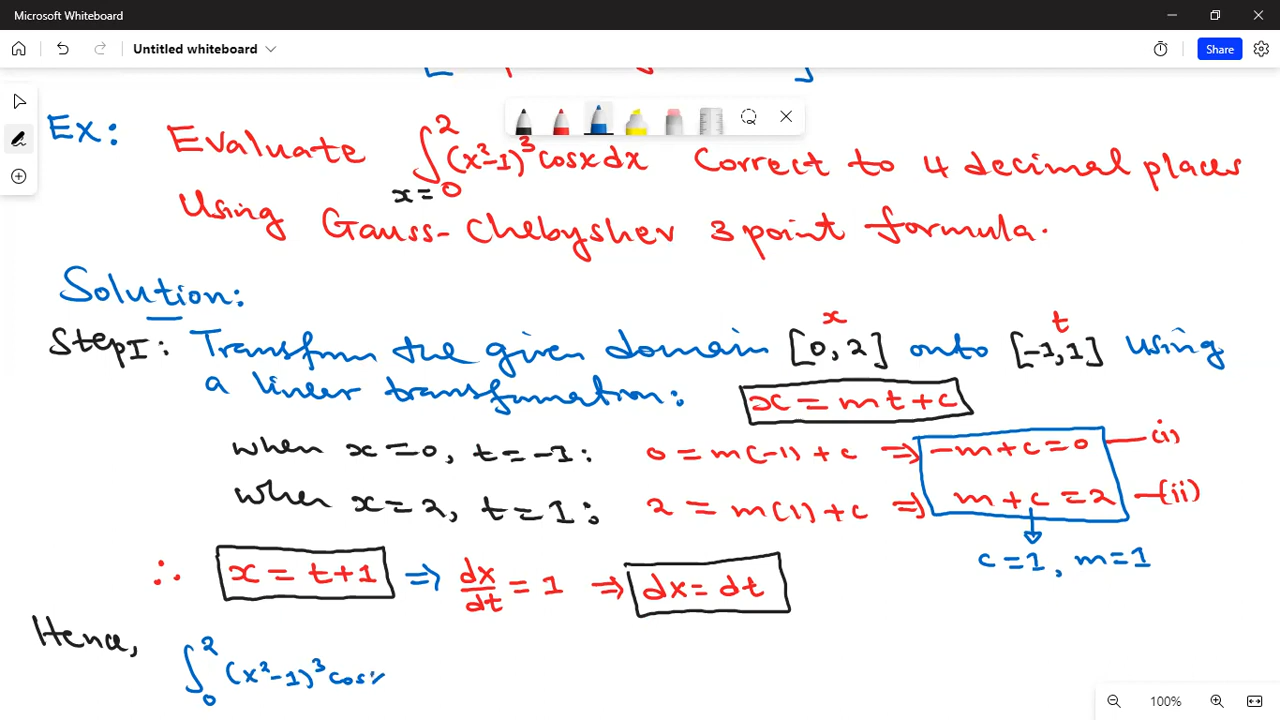 Microsoft Whiteboard
Untitled whiteboard
Share
Ex: Evaluate ∫_{x=0}^{2} (x²-1)³ cosx dx Correct to 4 decimal places
Using Gauss-Chebyshev 3 point formula.
Solution:
x t
Step I: Transform the given domain [0, 2] onto [-1, 1] using
a linear transformation: x = mt + c
when x = 0, t = -1: 0 = m(-1) + c ⇒ -m + c = 0 —(i)
when x = 2, t = 1: 2 = m(1) + c ⇒ m + c = 2 —(ii)
c = 1, m = 1
∴ x = t + 1 ⇒ dx/dt = 1 ⇒ dx = dt
Hence,
∫_{0}^{2} (x²-1)³ cos
100%